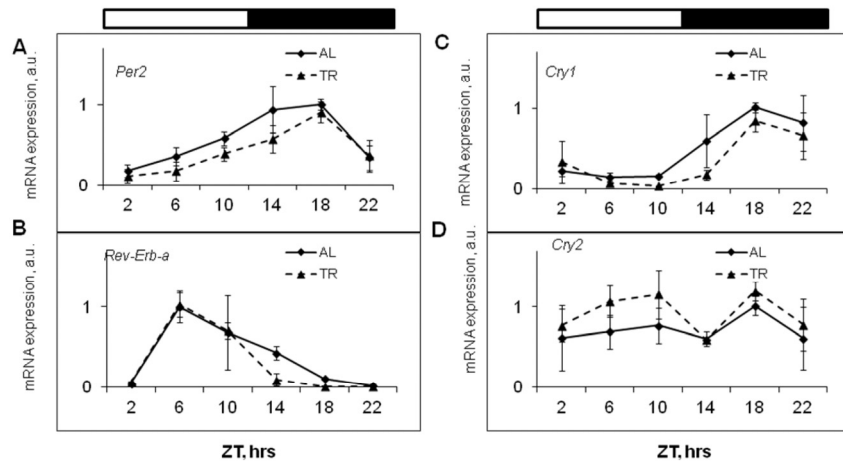 A
Per2
AL
TR
mRNA expression, a.u.
1
0
2 6 10 14 18 22
B
Rev-Erb-a
AL
TR
mRNA expression, a.u.
1
0
2 6 10 14 18 22
ZT, hrs
C
Cry1
AL
TR
mRNA expression, a.u.
1
0
2 6 10 14 18 22
D
Cry2
AL
TR
mRNA expression, a.u.
1
0
2 6 10 14 18 22
ZT, hrs